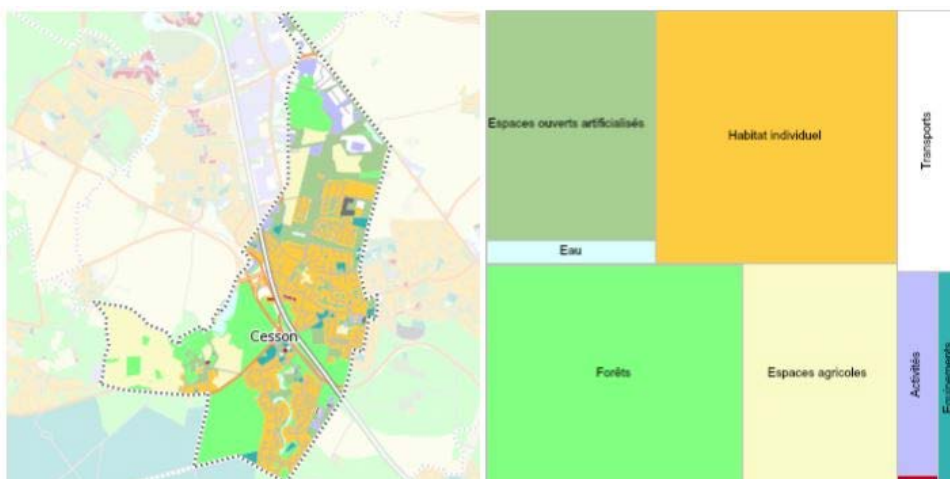 Cesson
Espaces ouverts artificialisés
Habitat individuel
Transports
Eau
Forêts
Espaces agricoles
Activités
Equipements